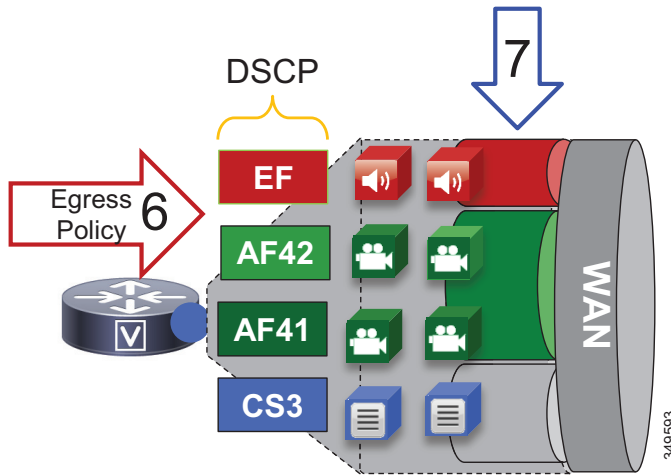 7
DSCP
EF
Egress
Policy
6
AF42
AF41
V
CS3
WAN
349593